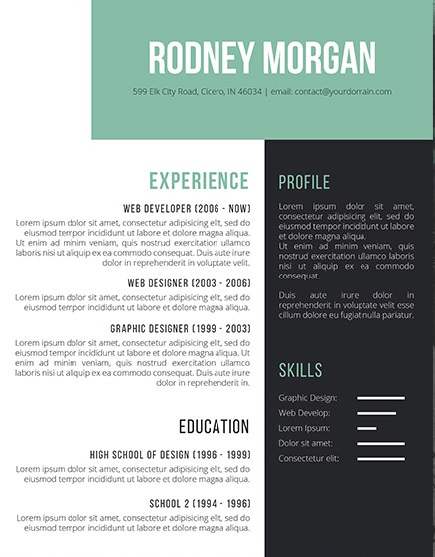 RODNEY MORGAN
599 Elk City Road, Cicero, IN 46034 | email: contact@yourdorrain.com
EXPERIENCE
WEB DEVELOPER (2006 - NOW)
Lorem ipsum dolor sit amet, consectetur adipiscing elit, sed do
eiusmod tempor incididunt ut labore et dolore magna aliqua.
Ut enim ad minim veniam, quis nostrud exercitation ullamco
laboris nisi ut aliquip ex ea commodo consequat. Duis aute irure
dolor in reprehenderit in voluptate velit.
WEB DESIGNER (2003 - 2006)
Lorem ipsum dolor sit amet, consectetur adipiscing elit, sed do
eiusmod tempor incididunt ut labore et dolore magna aliqua.
GRAPHIC DESIGNER (1999 - 2003)
Lorem ipsum dolor sit amet, consectetur adipiscing elit, sed do
eiusmod tempor incididunt ut labore et dolore magna aliqua.
Ut enim ad minim veniam, quis nostrud exercitation ullamco
laboris nisi ut aliquip ex ea commodo consequat. Duis aute irure
dolor in reprehenderit in voluptate velit.
EDUCATION
HIGH SCHOOL OF DESIGN (1996 - 1999)
Lorem ipsum dolor sit amet, consectetur adipiscing elit, sed do
eiusmod tempor incididunt ut labore et dolore magna aliqua.
SCHOOL 2 (1994 - 1996)
Lorem ipsum dolor sit amet, consectetur adipiscing elit, sed do
eiusmod tempor incididunt ut labore et dolore magna aliqua.
PROFILE
Lorem ipsum dolor sit amet,
consectetur adipiscing elit, sed do
eiusmod tempor incididunt ut labore
et dolore magna aliqua.
Ut enim ad minim veniam, quis
nostrud exercitation ullamco laboris
nisi ut aliquip ex ea commodo
consequat.
Duis aute irure dolor in
reprehenderit in voluptate velit esse
cillum dolore eu fugiat nulla pariatur.
SKILLS
Graphic Design:
Web Develop:
Lorem Ipsum:
Dolor sit amet:
Consectetur elit: